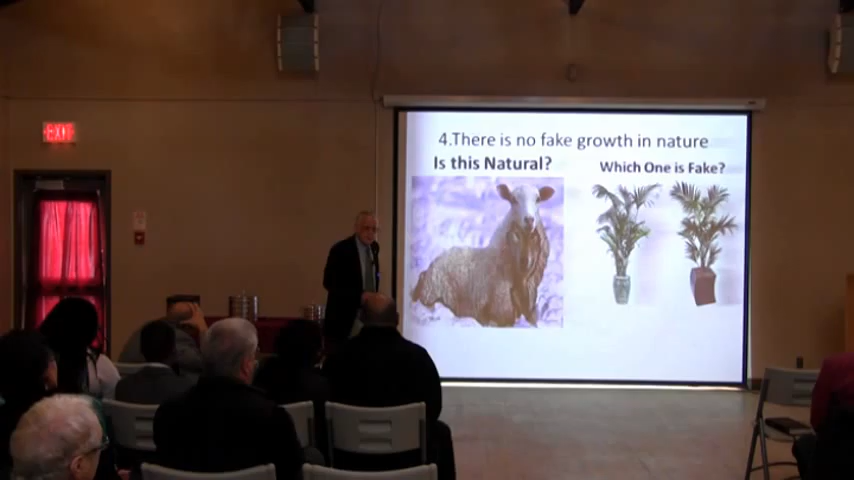 EXIT
4.There is no fake growth in nature
Is this Natural?
Which One is Fake?